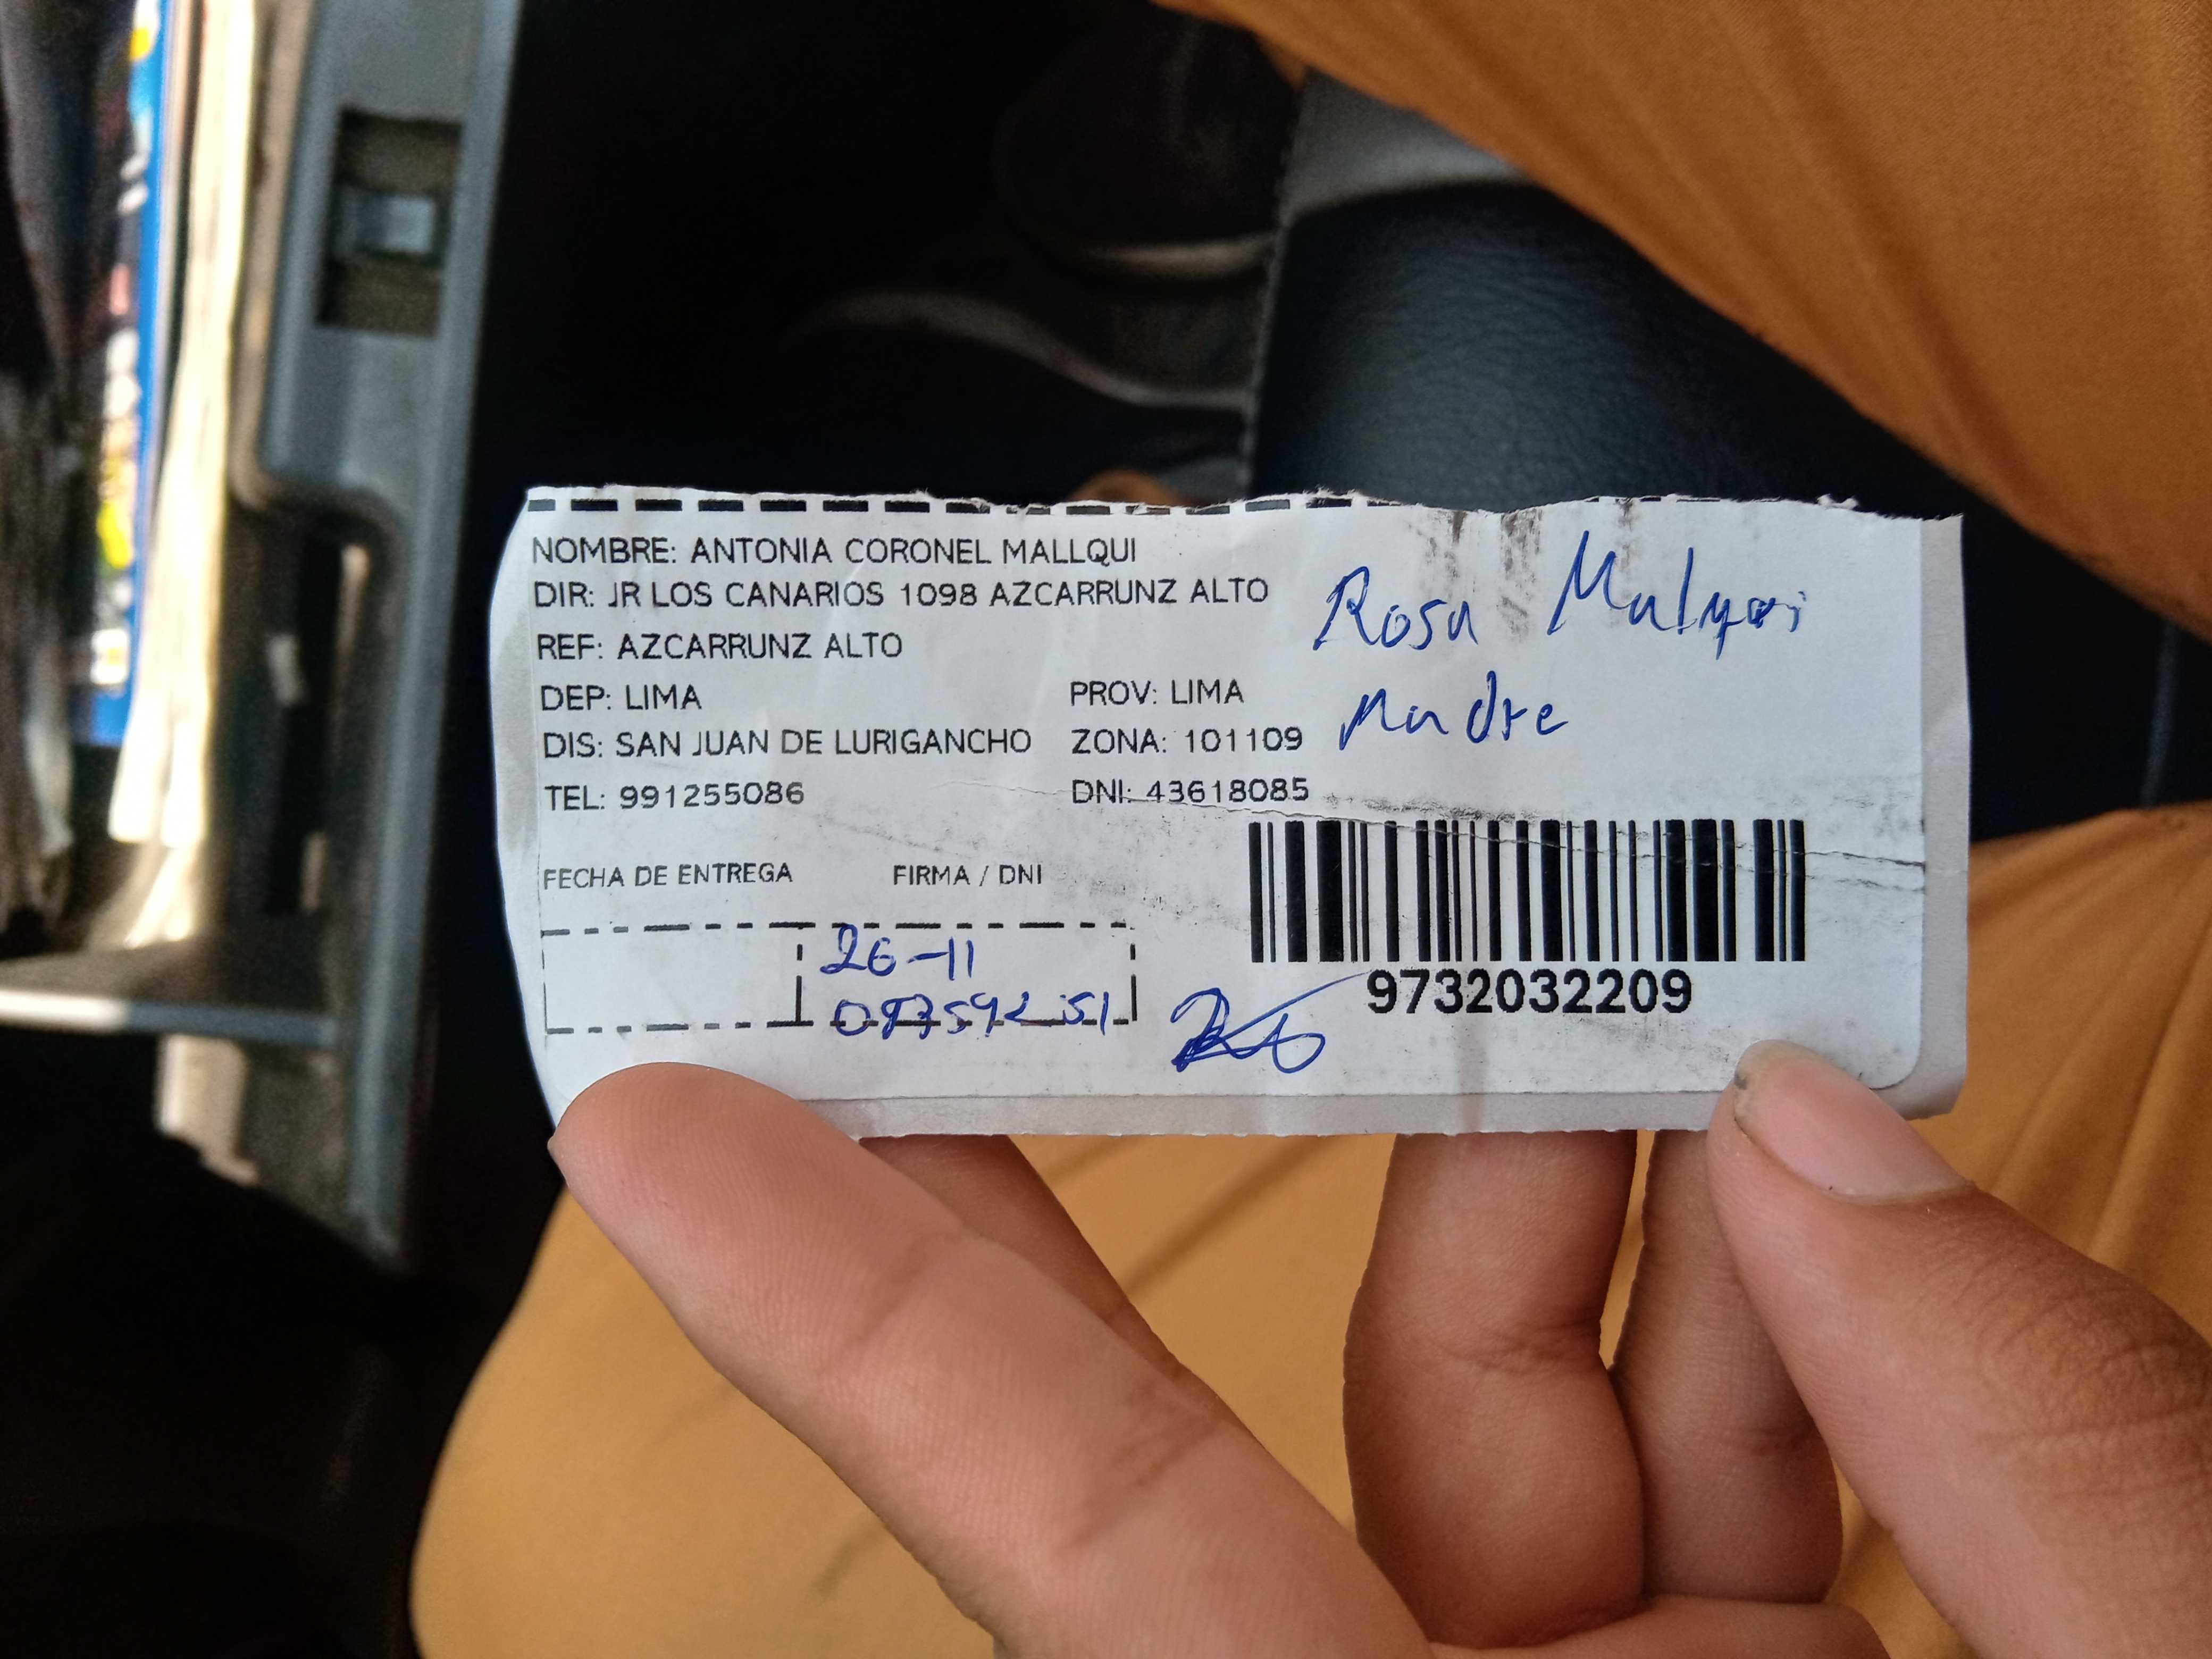 NOMBRE: ANTONIA CORONEL MALLQUI
DIR: JR LOS CANARIOS 1098 AZCARRUNZ ALTO
REF: AZCARRUNZ ALTO
DEP: LIMA PROV: LIMA
DIS: SAN JUAN DE LURIGANCHO ZONA: 101109
TEL: 991255086 DNI: 43618085
Rosa Malqui
Madre
FECHA DE ENTREGA FIRMA / DNI
26-11
9732032209